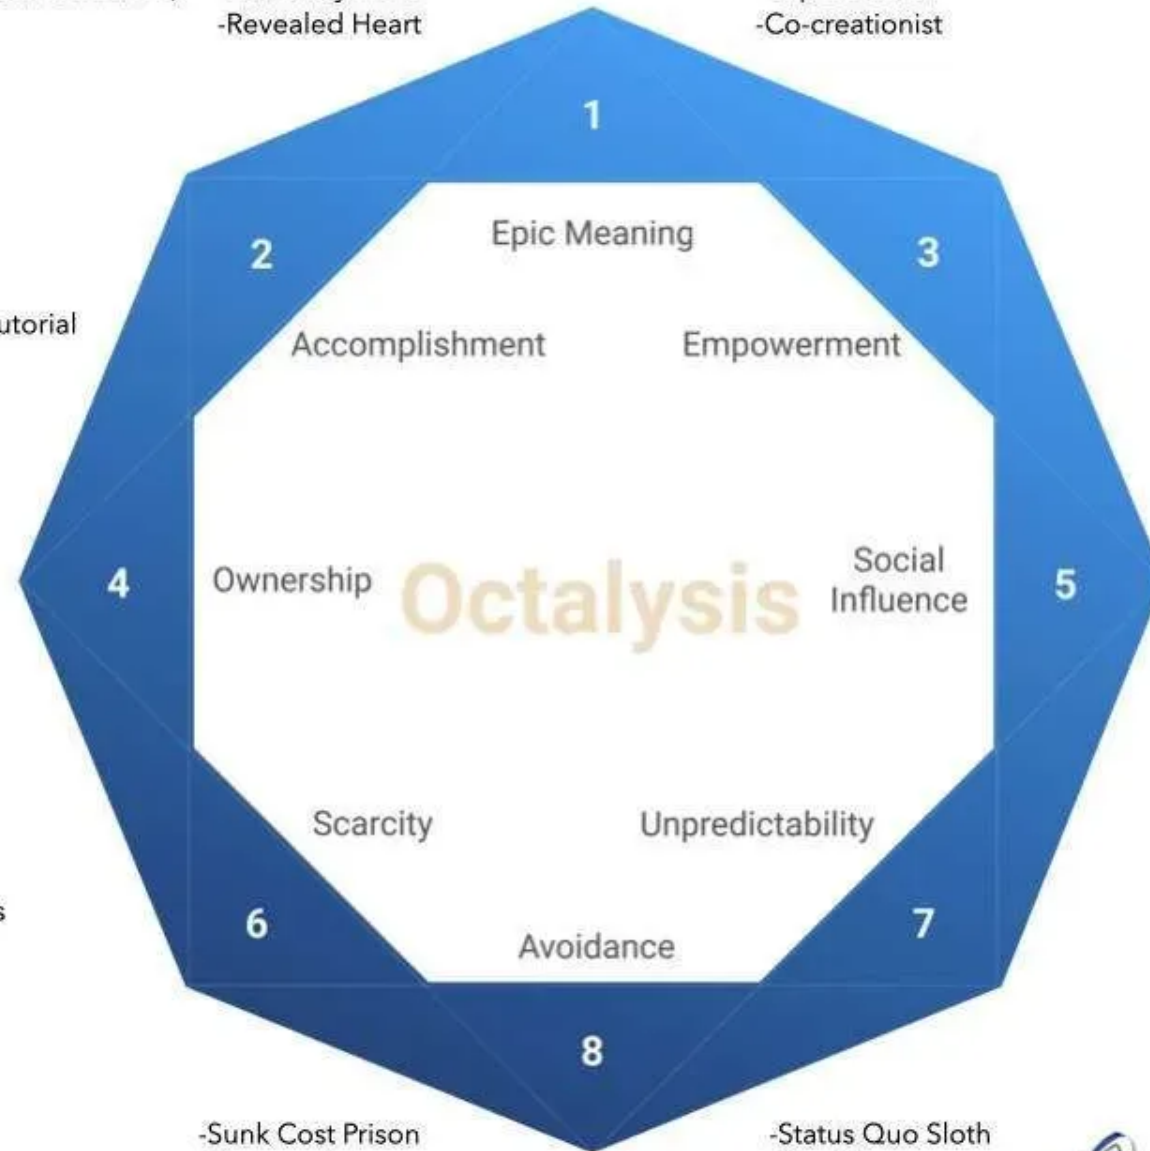 -Revealed Heart
-Co-creationist
1
Epic Meaning
2
3
Accomplishment
Empowerment
4
Ownership
Octalysis
Social
Influence
5
Scarcity
Unpredictability
6
7
Avoidance
8
-Sunk Cost Prison
-Status Quo Sloth